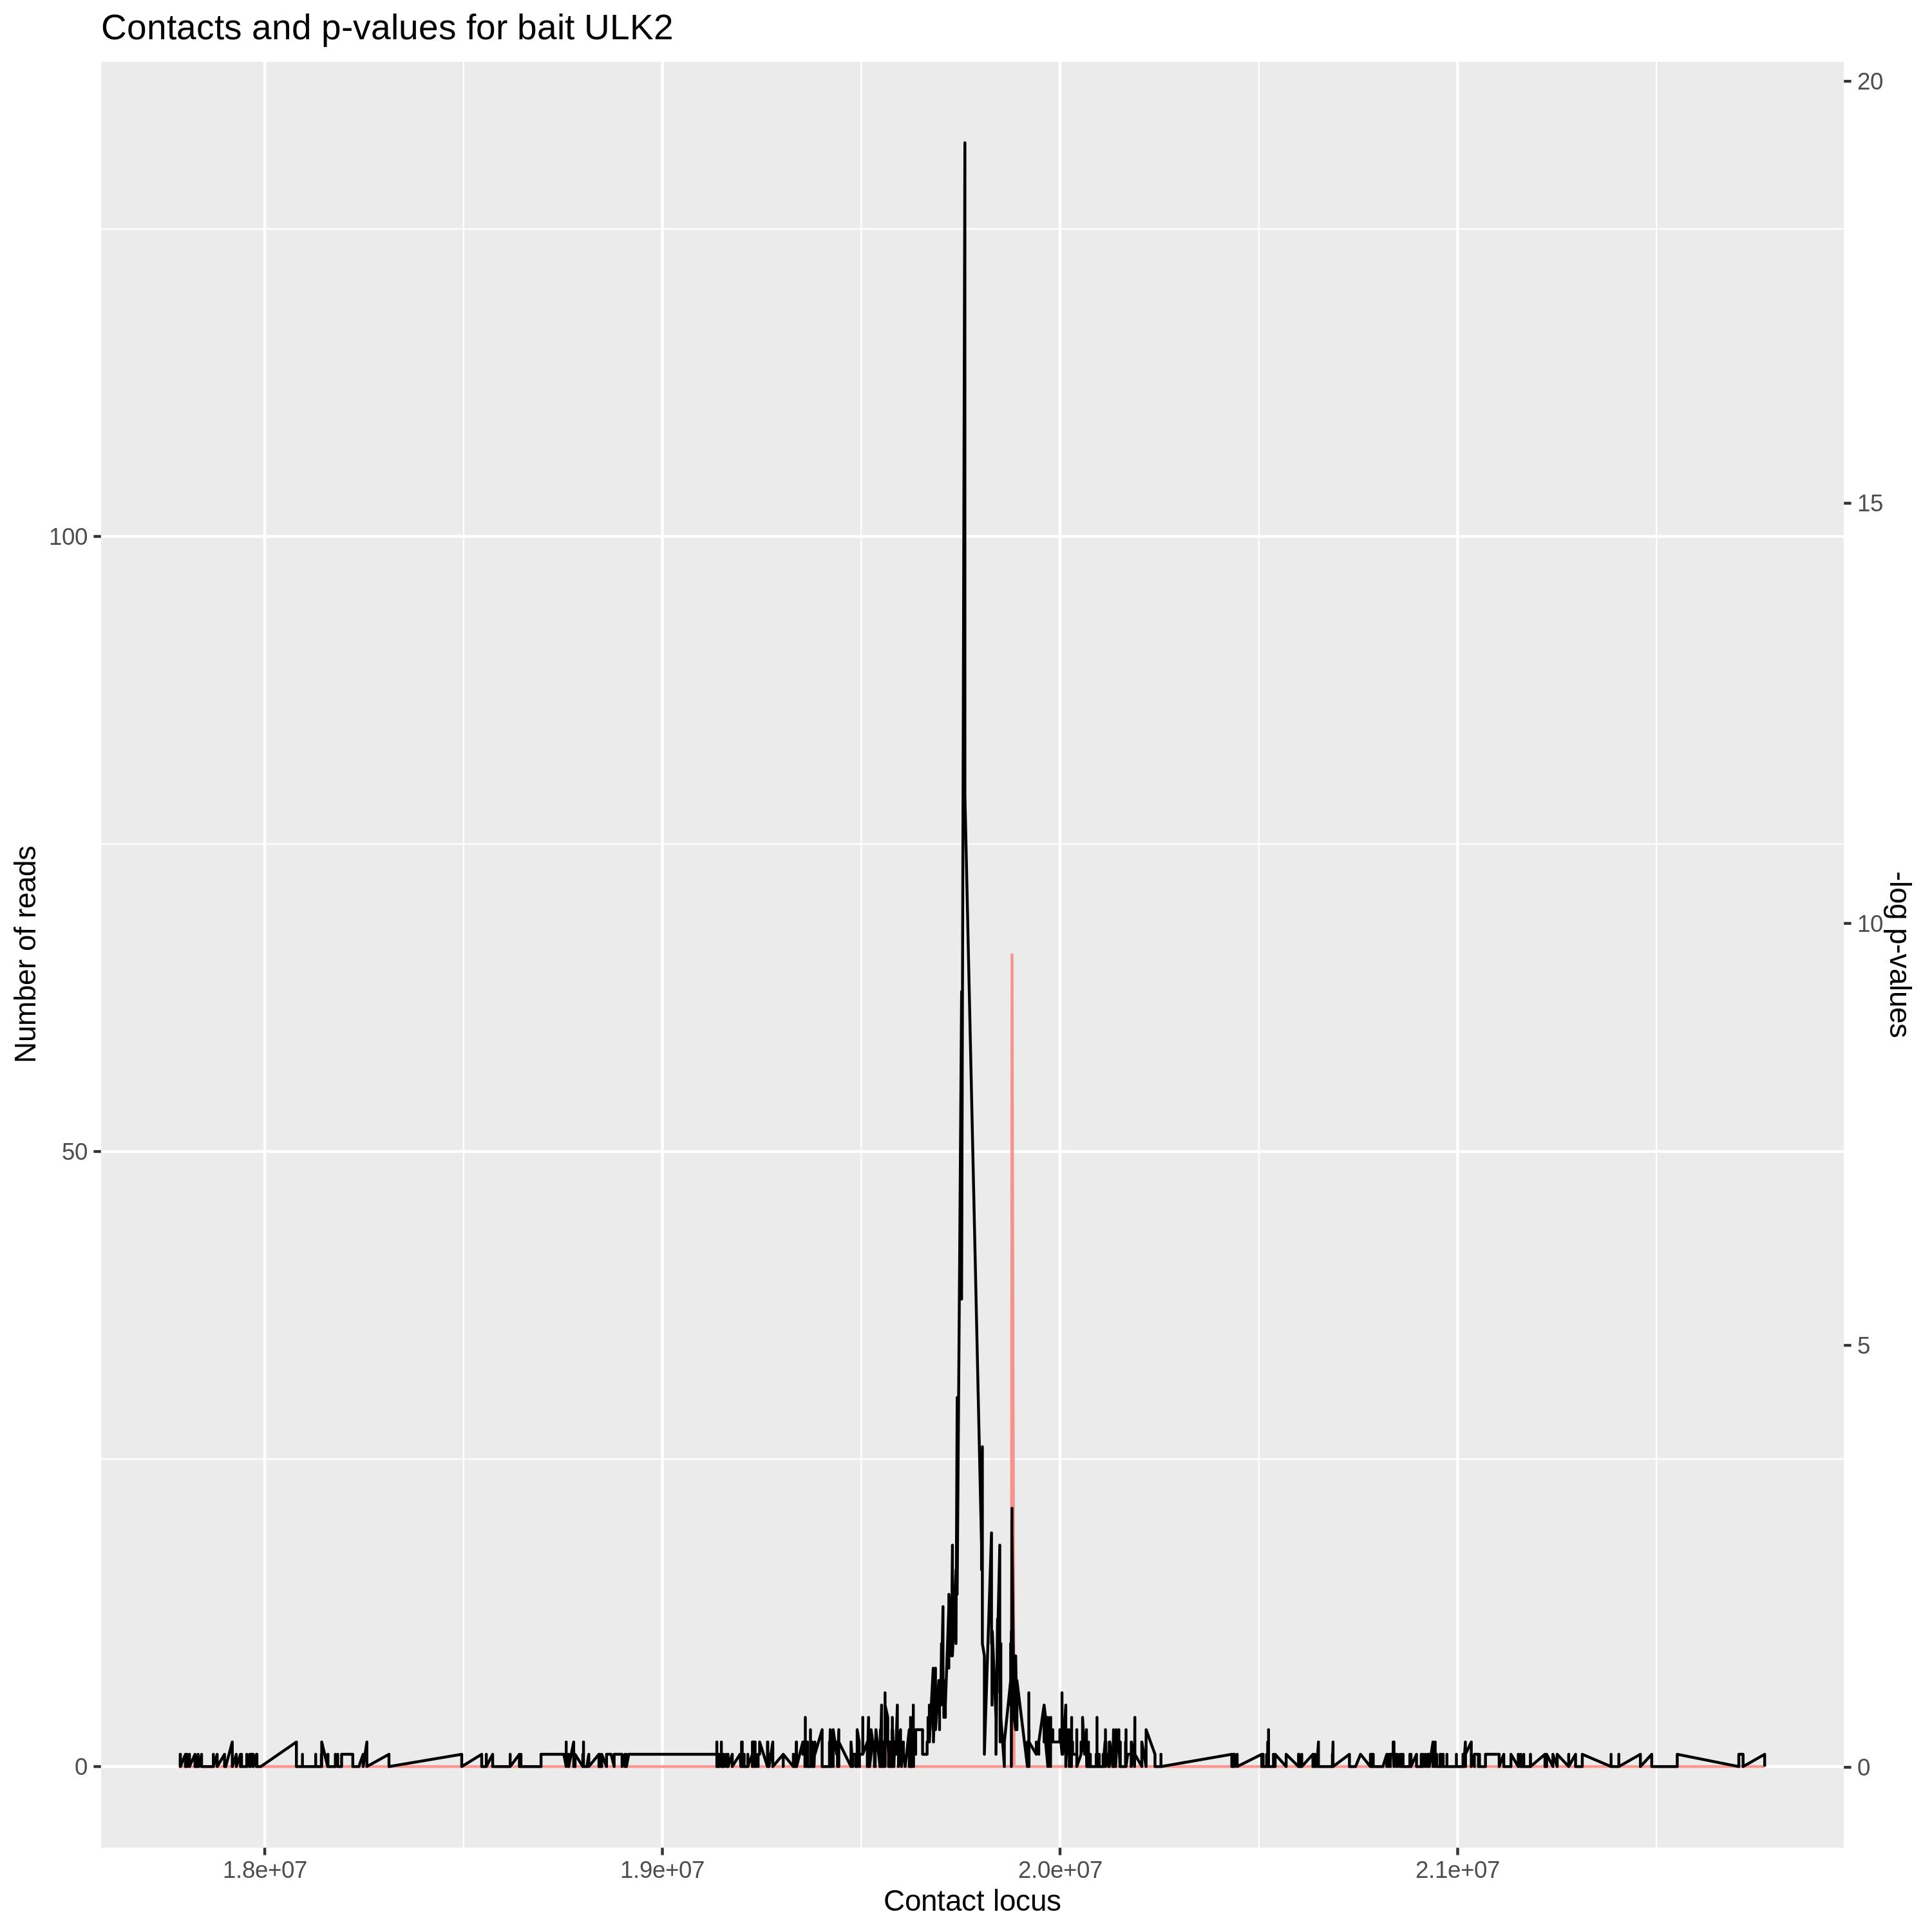 Contacts and p-values for bait ULK2
20
15
100
10
Number of reads
-log p-values
50
5
0
0
1.8e+07
1.9e+07
2.0e+07
2.1e+07
Contact locus